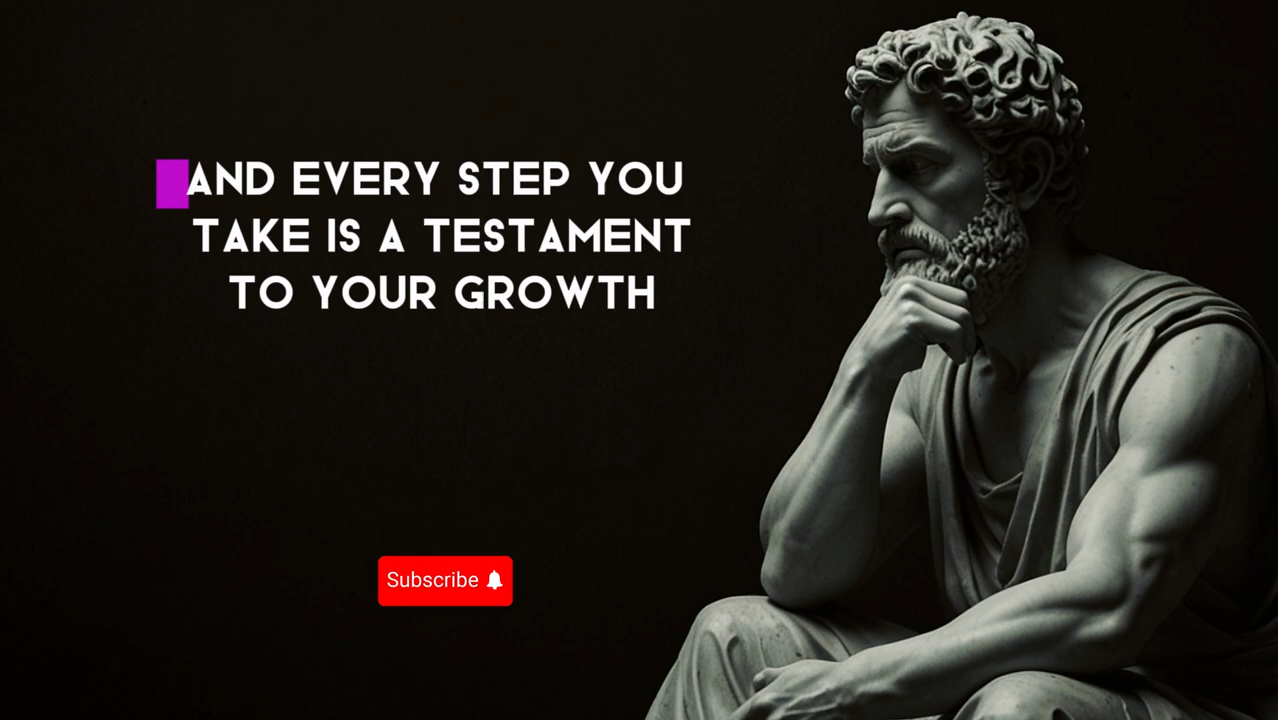 AND EVERY STEP YOU
TAKE IS A TESTAMENT
TO YOUR GROWTH
Subscribe